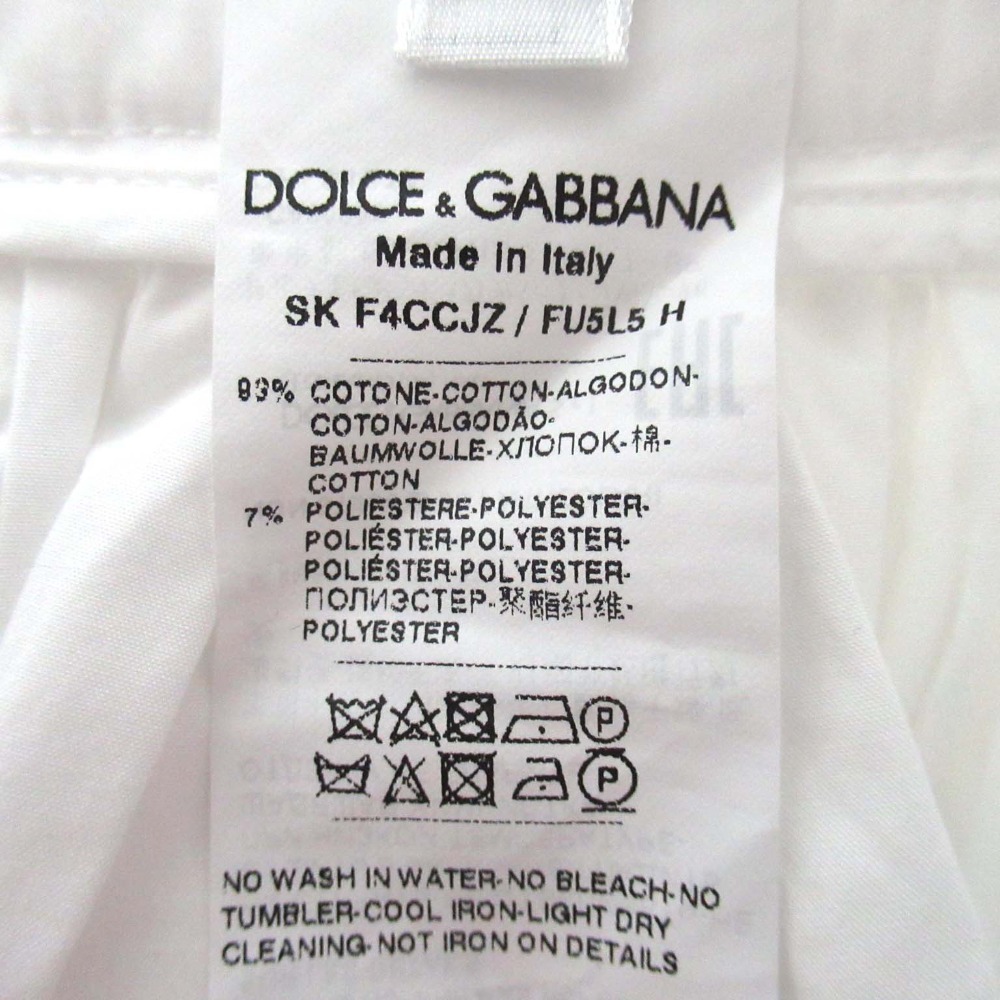 DOLCE & GABBANA
Made in Italy
SK F4CCJZ / FU5L5 H
93% COTONE-COTTON-ALGODON-
COTON-ALGODÃO-
BAUMWOLLE-ХЛОПОК-棉-
COTTON
7% POLIESTERE-POLYESTER-
POLIÉSTER-POLYESTER-
POLIÉSTER-POLYESTER-
ПОЛИЭСТЕР-聚酯纤维-
POLYESTER
P
P
NO WASH IN WATER-NO BLEACH-NO
TUMBLER-COOL IRON-LIGHT DRY
CLEANING-NOT IRON ON DETAILS